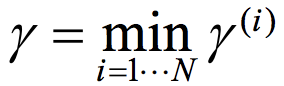 γ = min γ^(i)
i=1⋯N